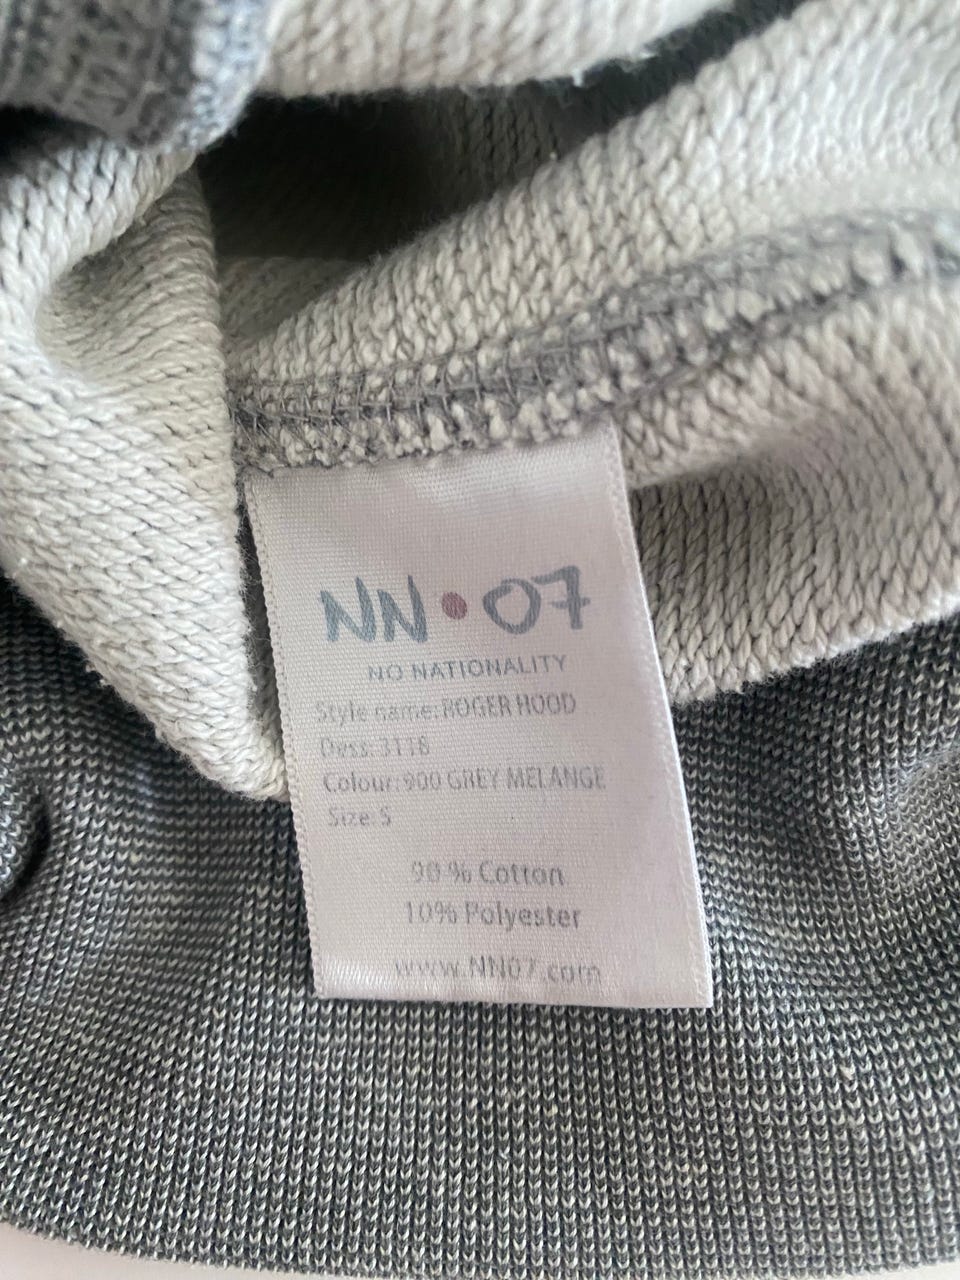 NN•07
NO NATIONALITY
Style name: ROGER HOOD
Dess: 3118
Colour: 900 GREY MELANGE
Size: S
90 % Cotton
10% Polyester
www.NN07.com